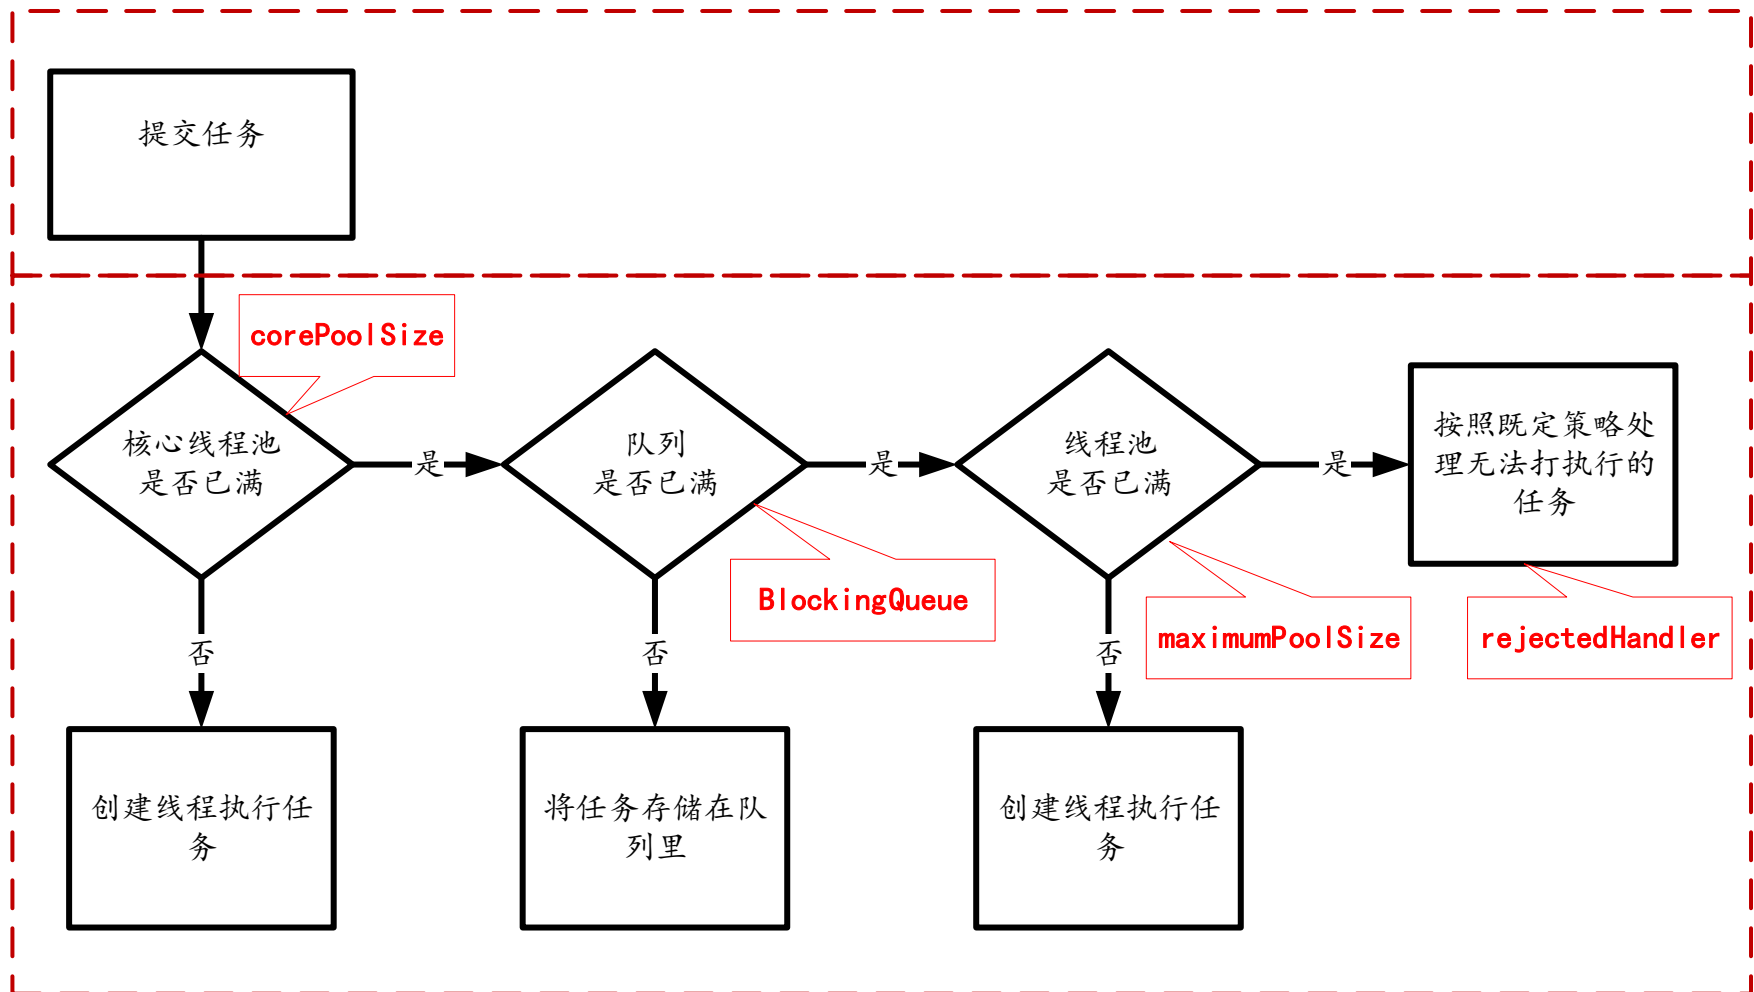 提交任务
corePoolSize
核心线程池
是否已满
是
队列
是否已满
是
线程池
是否已满
是
按照既定策略处
理无法打执行的
任务
BlockingQueue
maximumPoolSize
rejectedHandler
否
否
否
创建线程执行任
务
将任务存储在队
列里
创建线程执行任
务